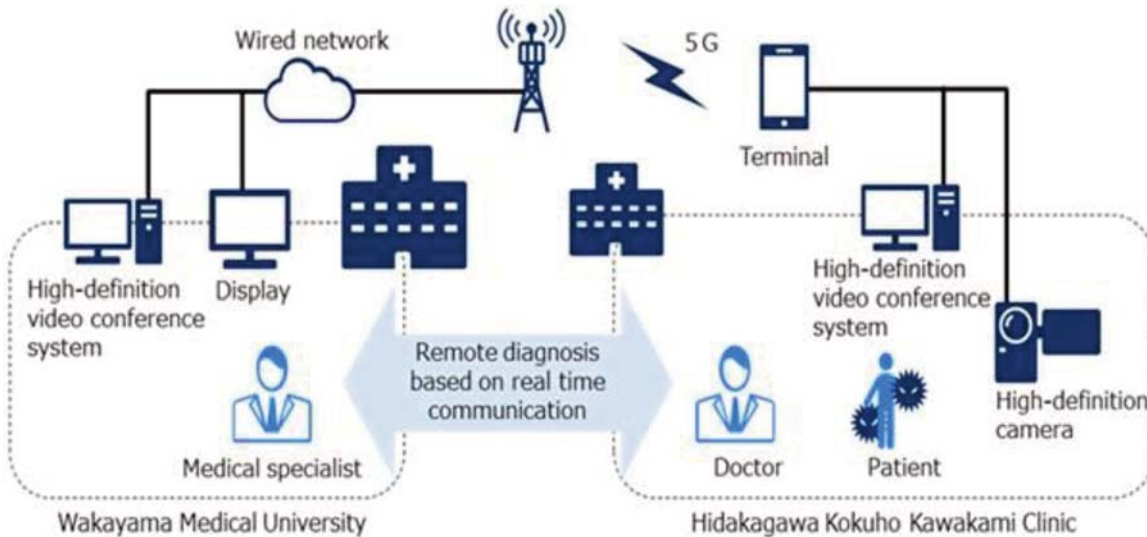 Wired network
5G
Terminal
High-definition
video conference
system
Display
High-definition
video conference
system
Remote diagnosis
based on real time
communication
High-definition
camera
Medical specialist
Doctor
Patient
Wakayama Medical University
Hidakagawa Kokuho Kawakami Clinic